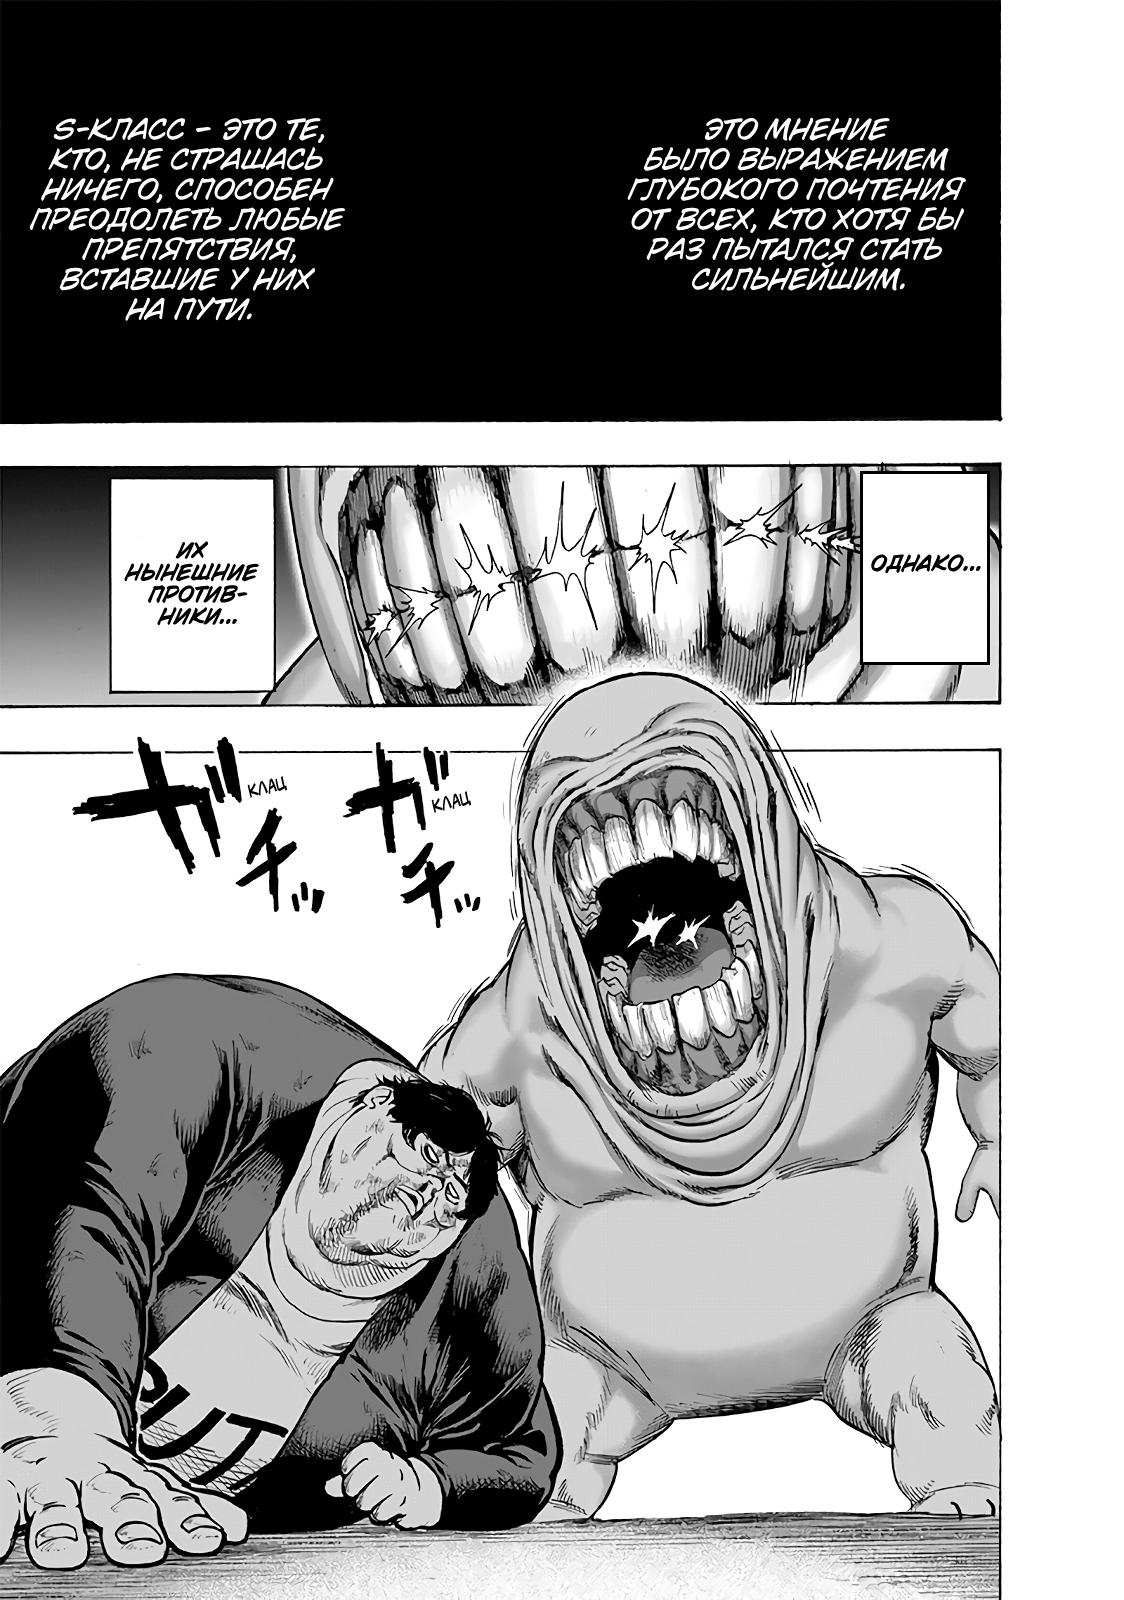 ЭТО МНЕНИЕ
БЫЛО ВЫРАЖЕНИЕМ
ГЛУБОКОГО ПОЧТЕНИЯ
ОТ ВСЕХ, КТО ХОТЯ БЫ
РАЗ ПЫТАЛСЯ СТАТЬ
СИЛЬНЕЙШИМ.
S-КЛАСС – ЭТО ТЕ,
КТО, НЕ СТРАШАСЬ
НИЧЕГО, СПОСОБЕН
ПРЕОДОЛЕТЬ ЛЮБЫЕ
ПРЕПЯТСТВИЯ,
ВСТАВШИЕ У НИХ
НА ПУТИ.
ОДНАКО...
ИХ
НЫНЕШНИЕ
ПРОТИВ-
НИКИ...
ガチッ
КЛАЦ
ガチッ
КЛАЦ
PUT